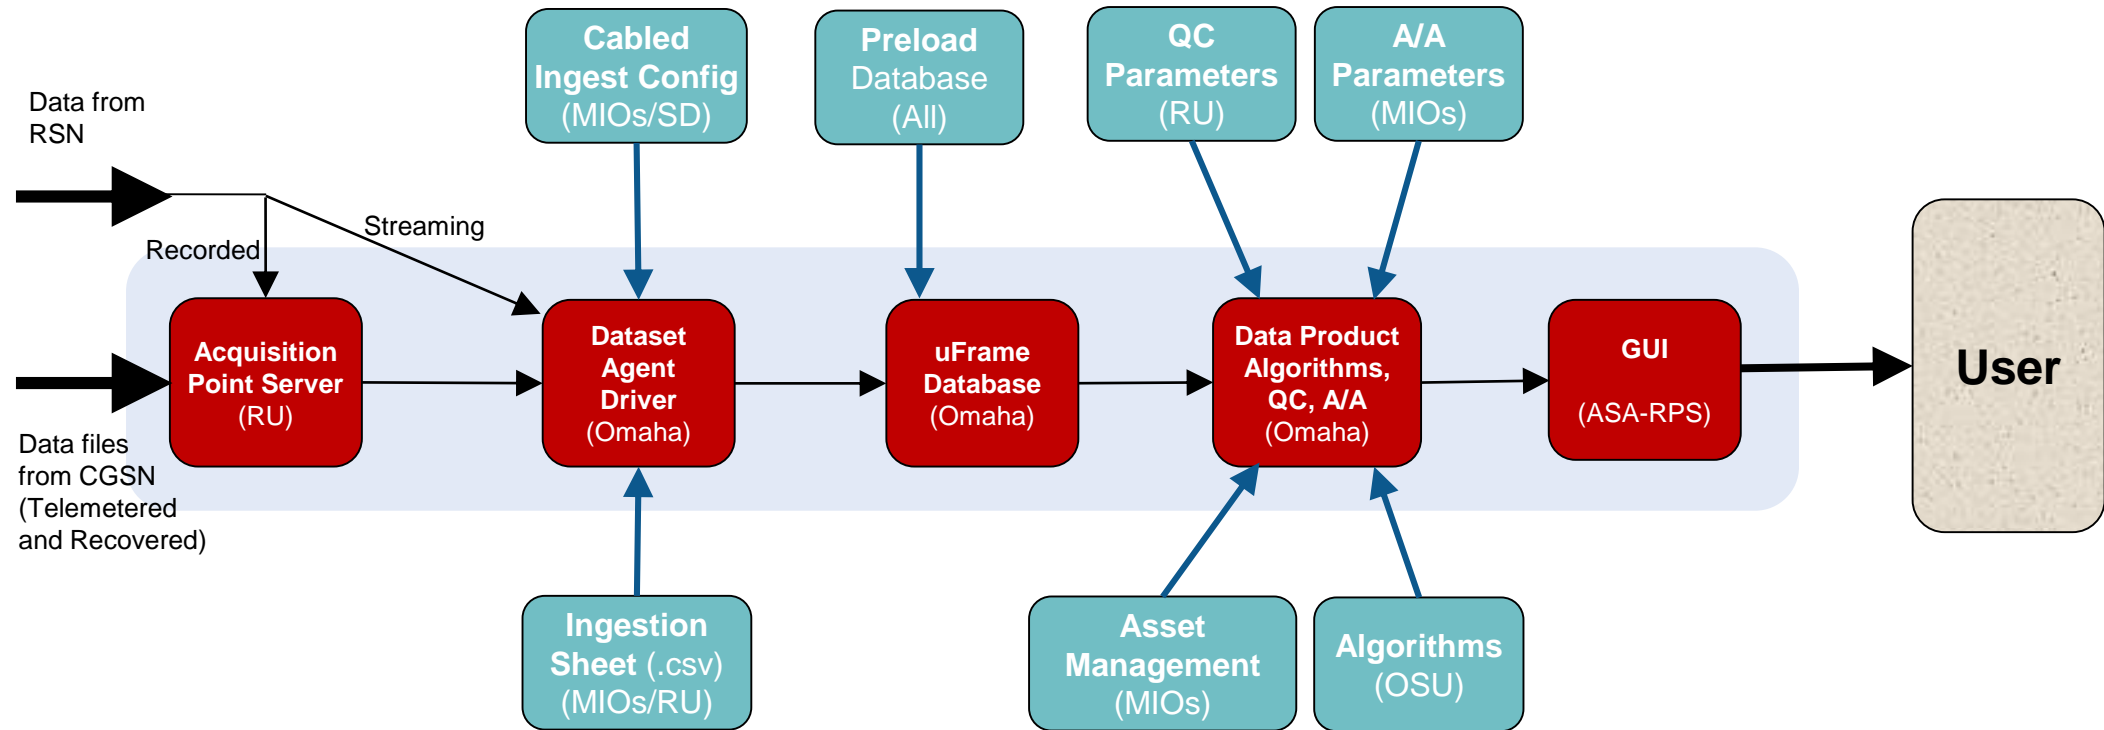 Cabled
Ingest Config
(MIOs/SD)
Preload
Database
(All)
QC
Parameters
(RU)
A/A
Parameters
(MIOs)
Data from
RSN
Streaming
Recorded
Acquisition
Point Server
(RU)
Dataset
Agent
Driver
(Omaha)
uFrame
Database
(Omaha)
Data Product
Algorithms,
QC, A/A
(Omaha)
GUI
(ASA-RPS)
User
Data files
from CGSN
(Telemetered
and Recovered)
Ingestion
Sheet (.csv)
(MIOs/RU)
Asset
Management
(MIOs)
Algorithms
(OSU)